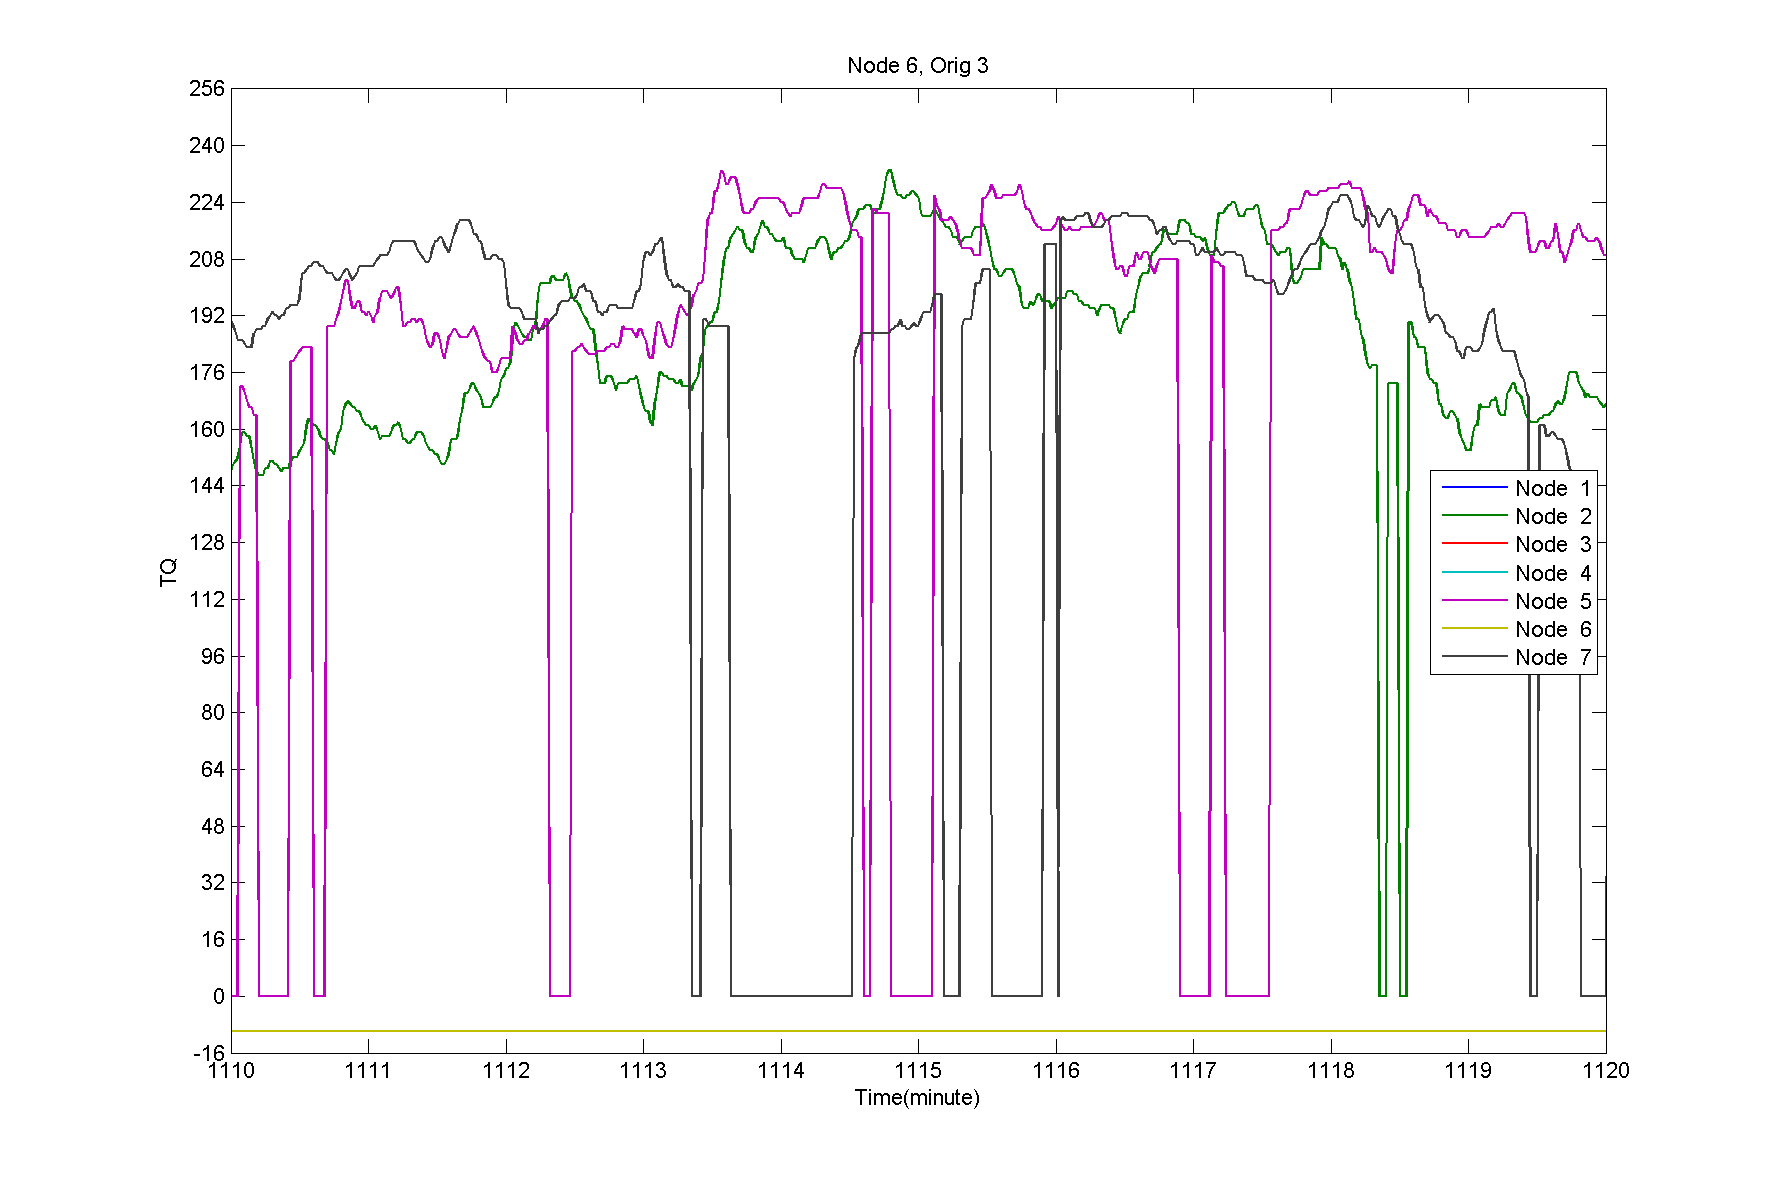 Node 6, Orig 3
256
240
224
208
192
176
160
144
128
112
96
80
64
48
32
16
0
-16
TQ
Node 1
Node 2
Node 3
Node 4
Node 5
Node 6
Node 7
1110 1111 1112 1113 1114 1115 1116 1117 1118 1119 1120
Time(minute)